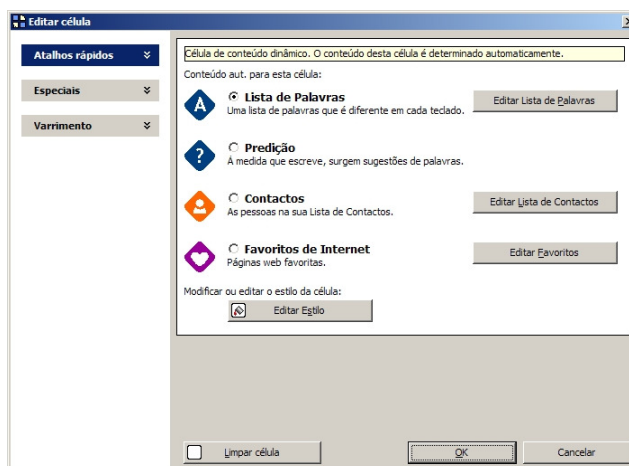 Editar célula
Atalhos rápidos
Especiais
Varrimento
Célula de conteúdo dinâmico. O conteúdo desta célula é determinado automaticamente.
Conteúdo aut. para esta célula:
A
Lista de Palavras
Uma lista de palavras que é diferente em cada teclado.
Editar Lista de Palavras
?
Predição
Á medida que escreve, surgem sugestões de palavras.
Contactos
As pessoas na sua Lista de Contactos.
Editar Lista de Contactos
Favoritos de Internet
Páginas web favoritas.
Editar Favoritos
Modificar ou editar o estilo da célula:
Editar Estilo
Limpar célula
OK
Cancelar